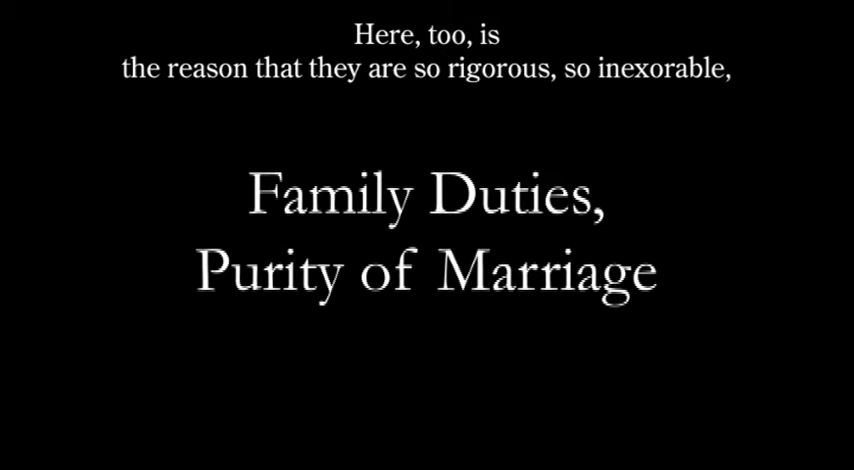 Here, too, is
the reason that they are so rigorous, so inexorable,
Family Duties,
Purity of Marriage